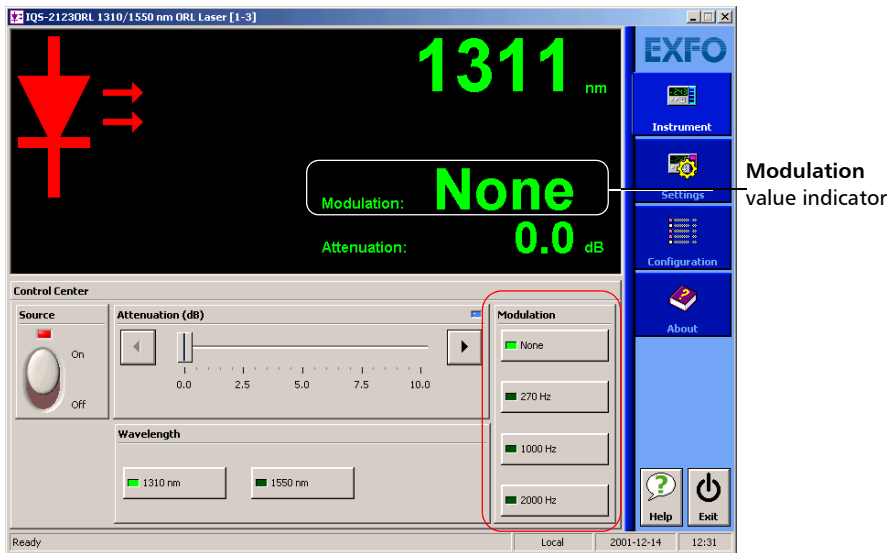 IQS-2123ORL 1310/1550 nm ORL Laser [1-3]
1311 nm
Modulation: None
Attenuation: 0.0 dB
EXFO
Instrument
Settings
Configuration
About
Modulation
value indicator
Control Center
Source
On
Off
Attenuation (dB)
0.0 2.5 5.0 7.5 10.0
Wavelength
1310 nm 1550 nm
Modulation
None
270 Hz
1000 Hz
2000 Hz
Help Exit
Ready Local 2001-12-14 12:31